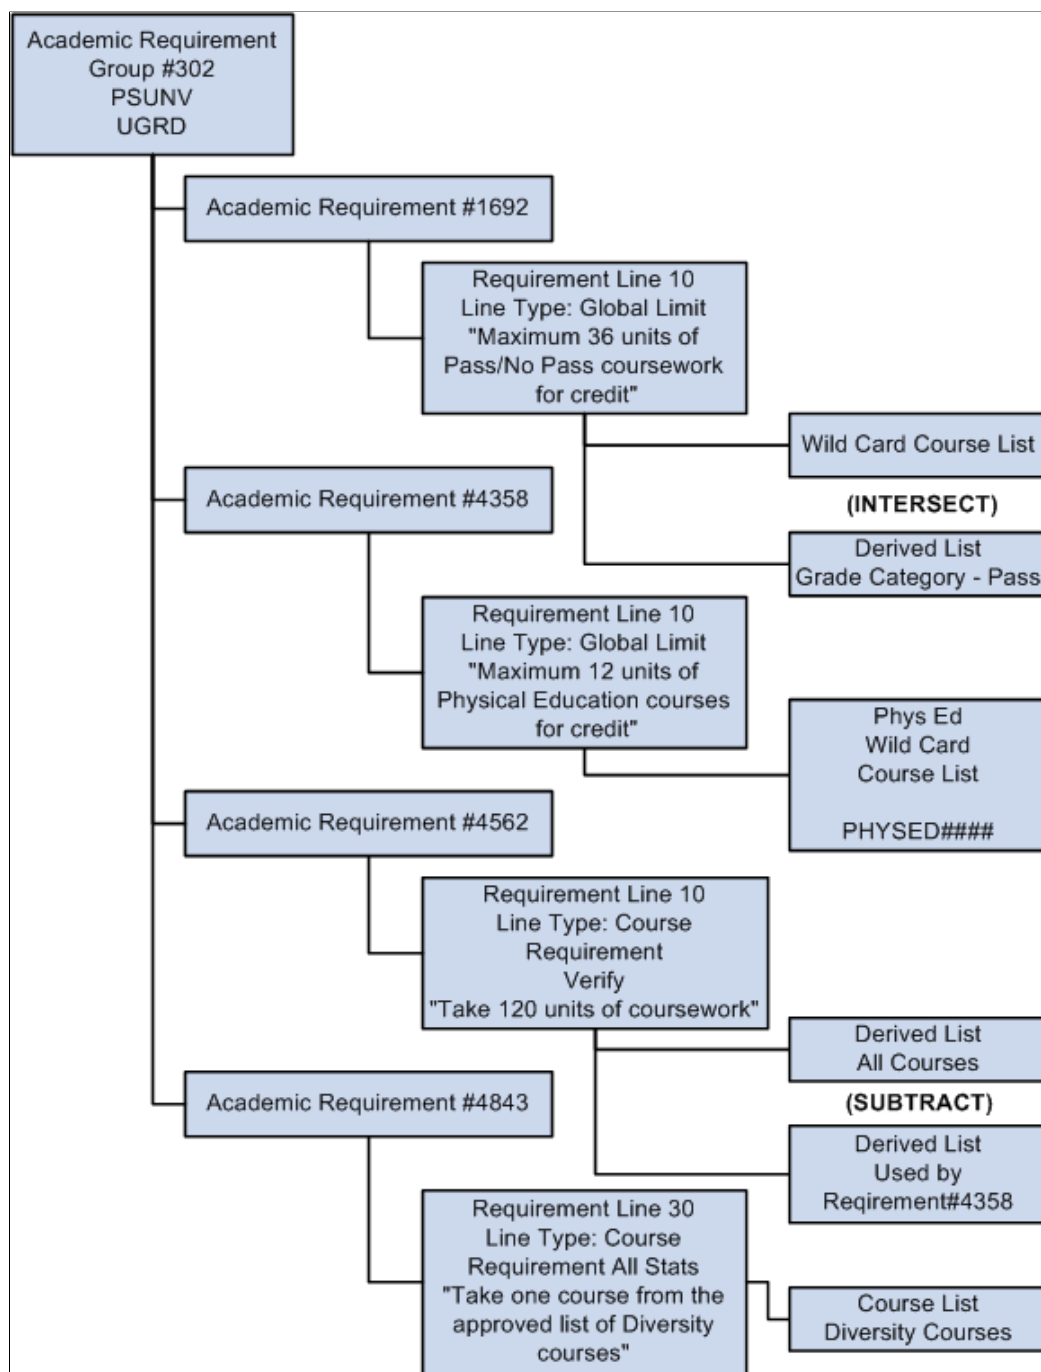 Academic Requirement
Group #302
PSUNV
UGRD
Academic Requirement #1692
Requirement Line 10
Line Type: Global Limit
"Maximum 36 units of
Pass/No Pass coursework
for credit"
Wild Card Course List
(INTERSECT)
Derived List
Grade Category - Pass
Academic Requirement #4358
Requirement Line 10
Line Type: Global Limit
"Maximum 12 units of
Physical Education courses
for credit"
Phys Ed
Wild Card
Course List
PHYSED####
Academic Requirement #4562
Requirement Line 10
Line Type: Course
Requirement
Verify
"Take 120 units of coursework"
Derived List
All Courses
(SUBTRACT)
Derived List
Used by
Reqirement#4358
Academic Requirement #4843
Requirement Line 30
Line Type: Course
Requirement All Stats
"Take one course from the
approved list of Diversity
courses"
Course List
Diversity Courses